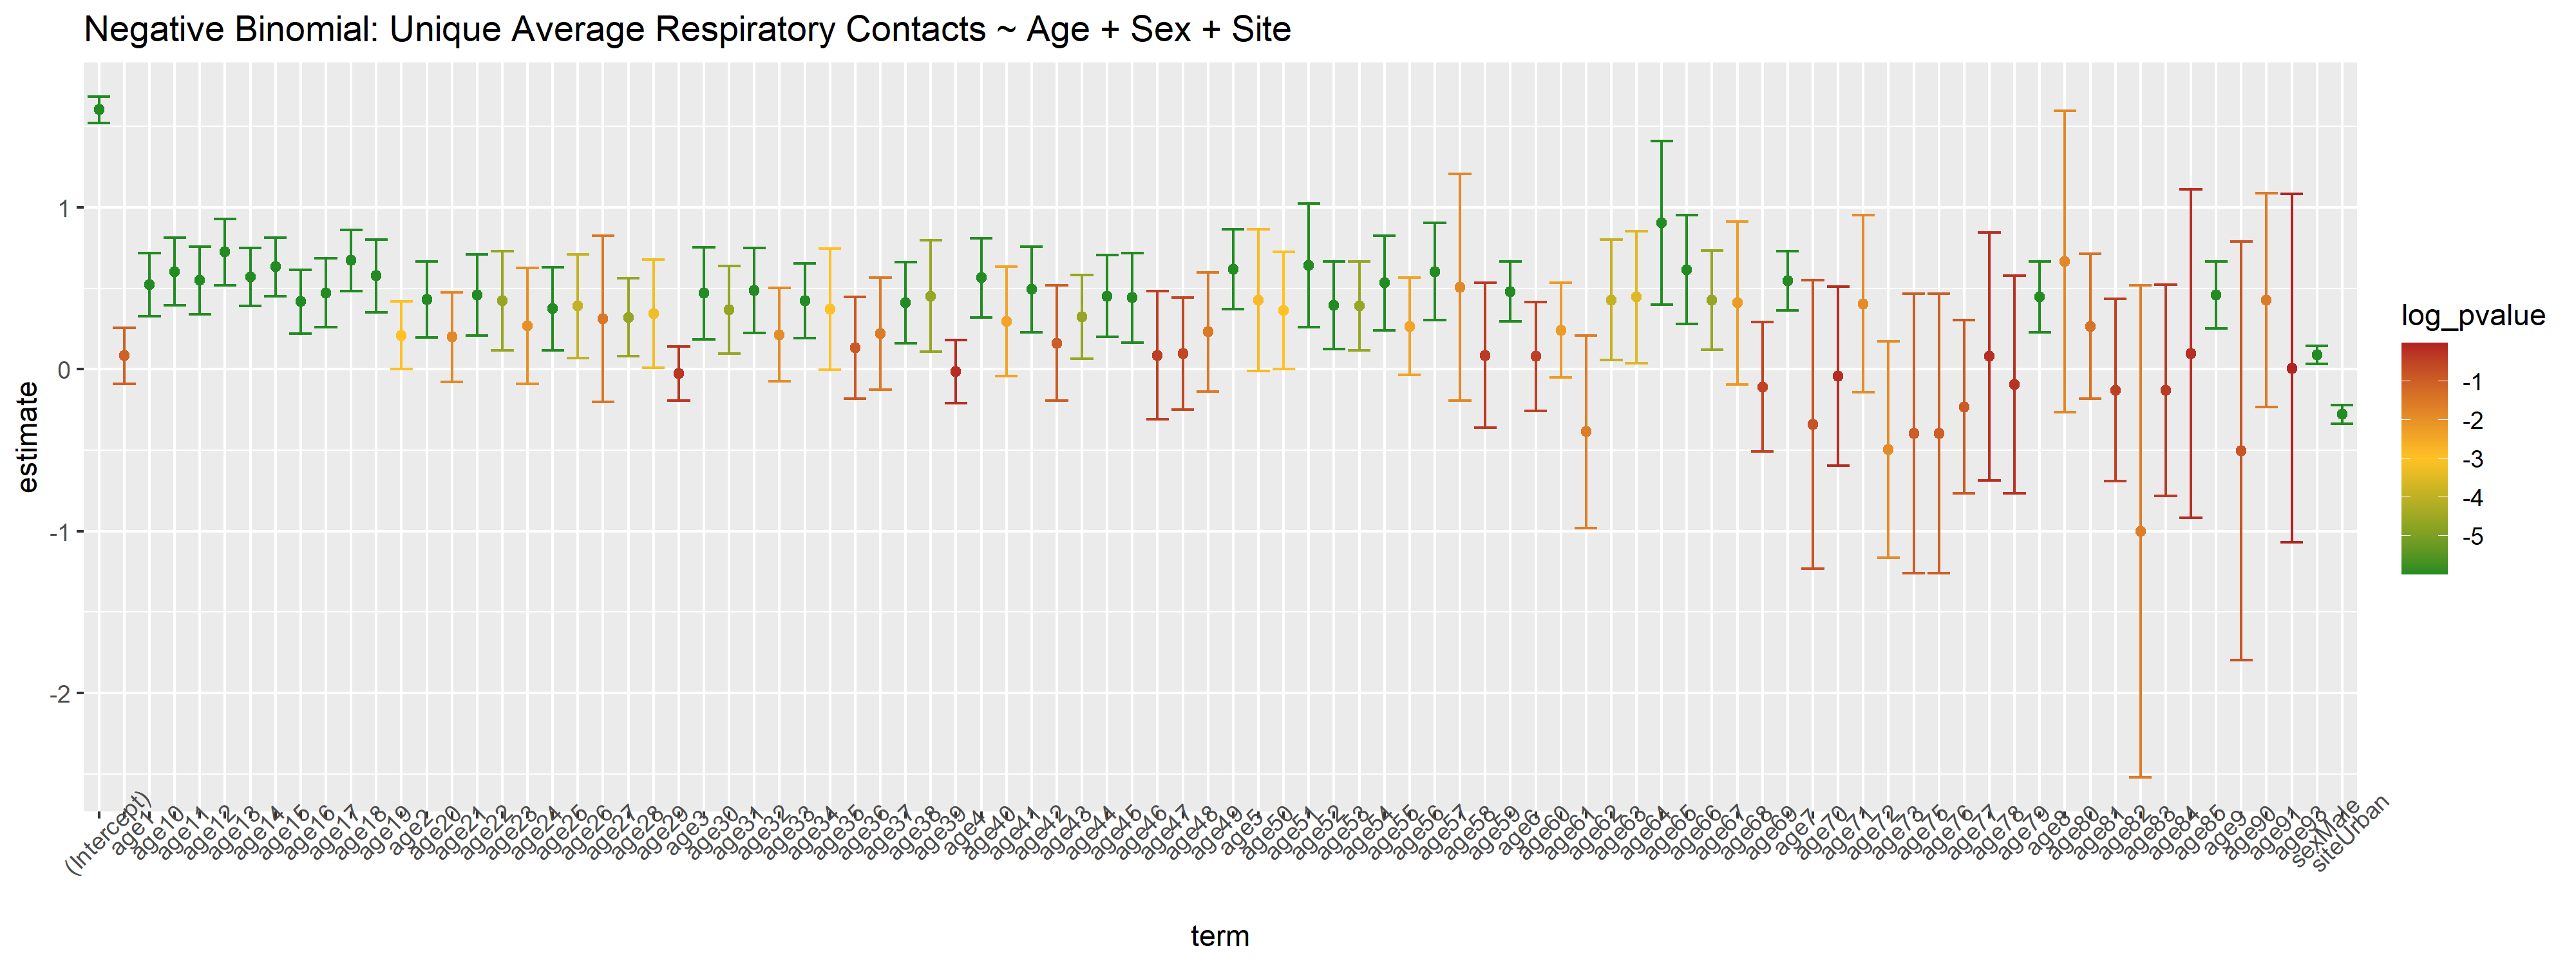 Negative Binomial: Unique Average Respiratory Contacts ~ Age + Sex + Site
estimate
1
0
-1
-2
(Intercept)
age1
age10
age11
age12
age13
age14
age15
age16
age17
age18
age19
age2
age20
age21
age22
age23
age24
age25
age26
age27
age28
age29
age3
age30
age31
age32
age33
age34
age35
age36
age37
age38
age39
age4
age40
age41
age42
age43
age44
age45
age46
age47
age48
age49
age5
age50
age51
age52
age53
age54
age55
age56
age57
age58
age59
age6
age60
age61
age62
age63
age64
age65
age66
age67
age68
age69
age7
age70
age71
age72
age73
age75
age76
age77
age78
age79
age8
age80
age81
age82
age83
age84
age85
age9
age90
age91
age93
sexMale
siteUrban
term
log_pvalue
-1
-2
-3
-4
-5